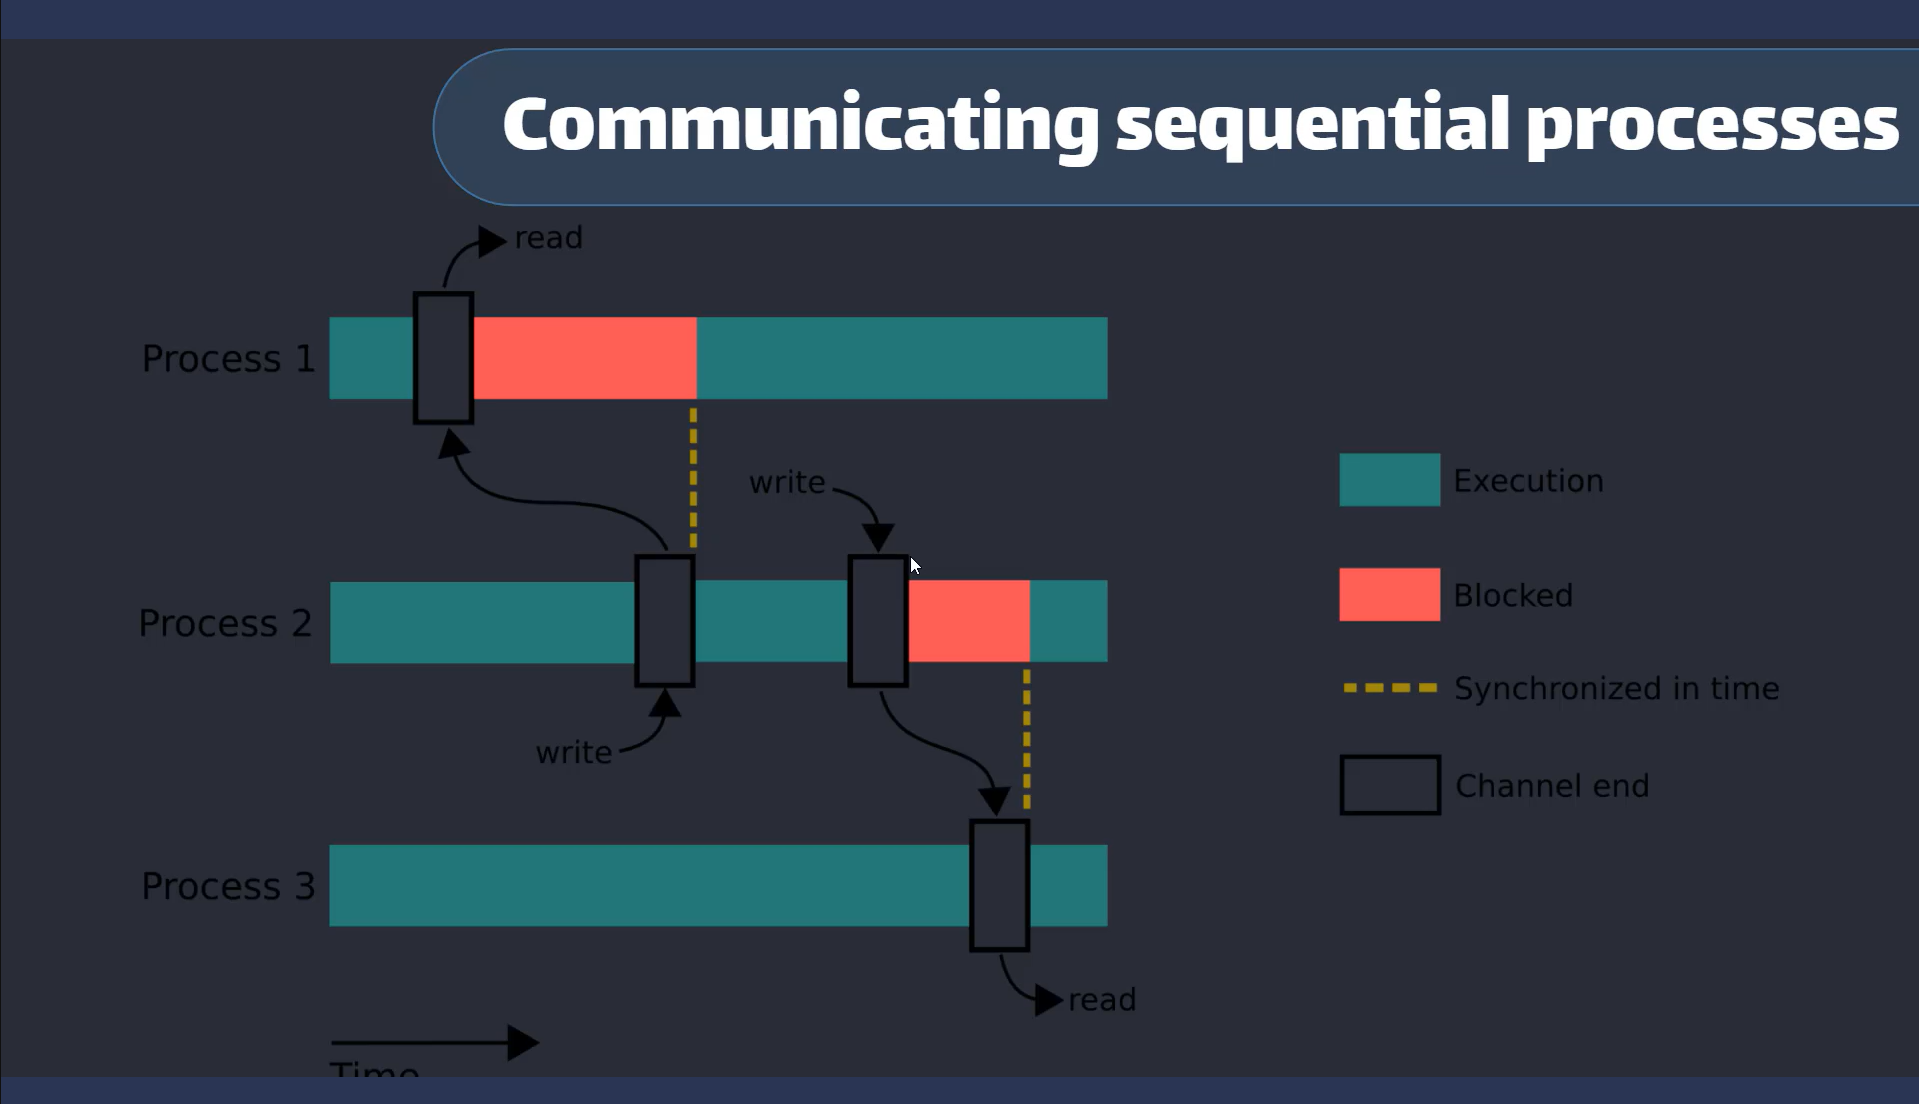 Communicating sequential processes
read
Process 1
write
Execution
Process 2
Blocked
Synchronized in time
write
Channel end
Process 3
read
Time